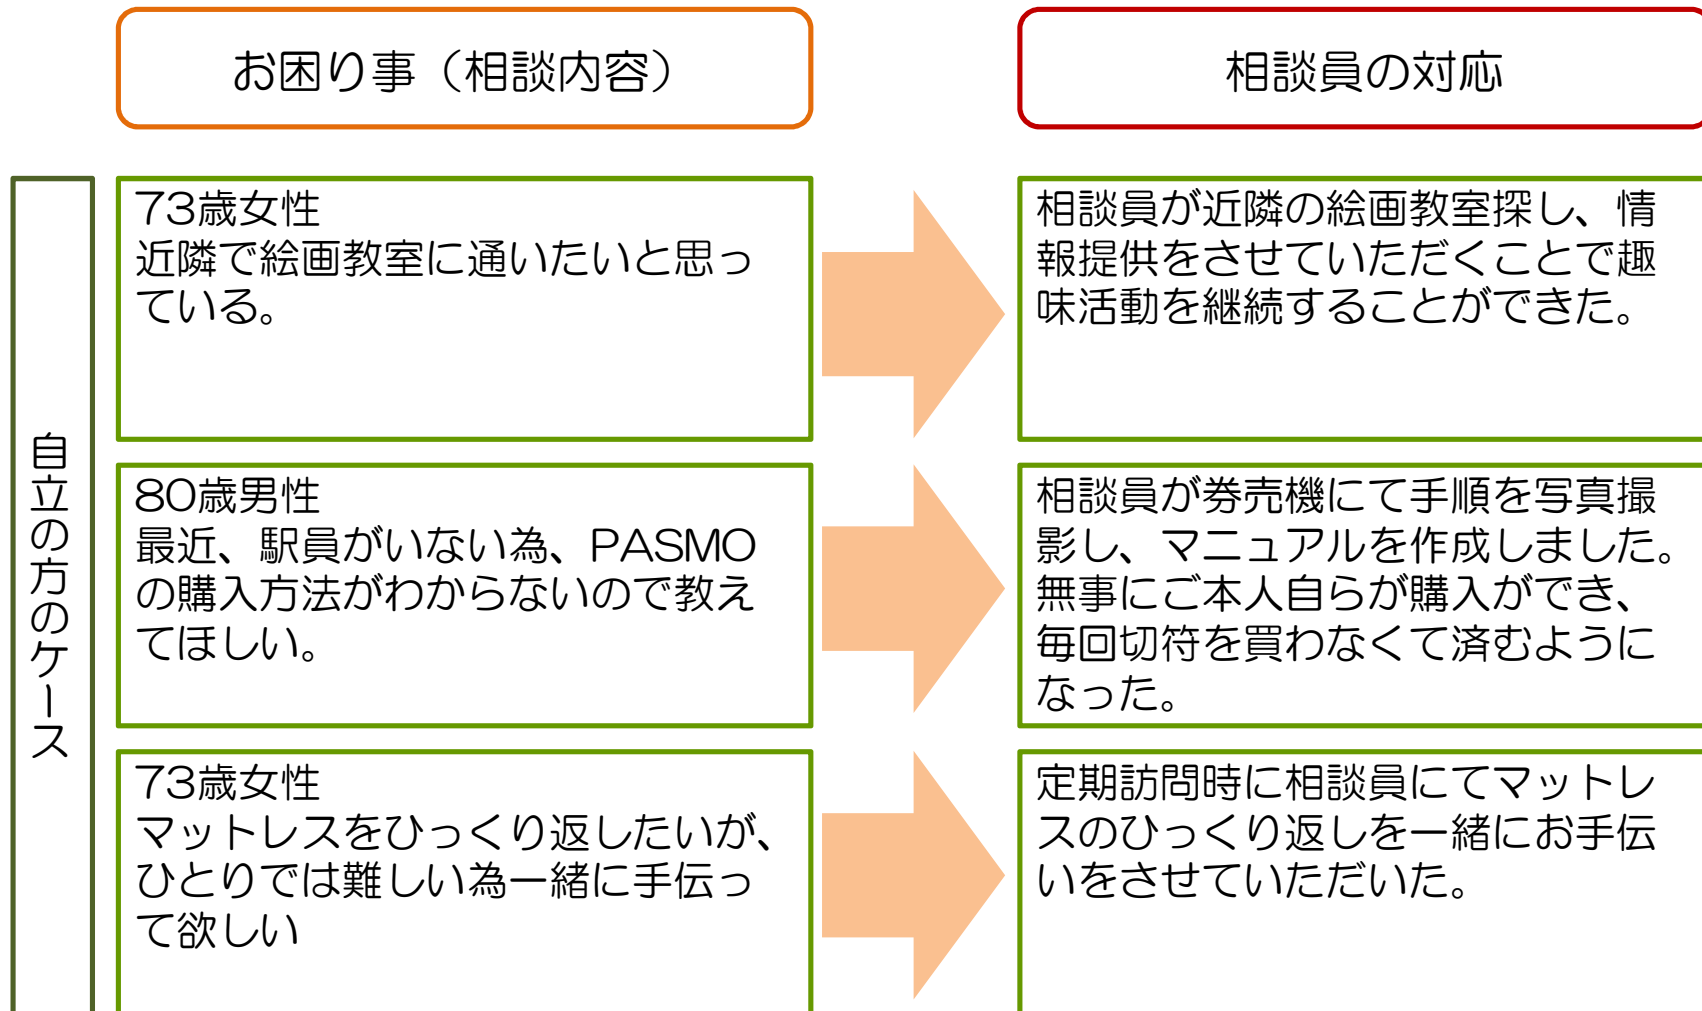 お困り事（相談内容）
相談員の対応
自立の方のケース
73歳女性
近隣で絵画教室に通いたいと思っ
ている。
相談員が近隣の絵画教室探し、情
報提供をさせていただくことで趣
味活動を継続することができた。
80歳男性
最近、駅員がいない為、PASMO
の購入方法がわからないので教え
てほしい。
相談員が券売機にて手順を写真撮
影し、マニュアルを作成しました。
無事にご本人自らが購入ができ、
毎回切符を買わなくて済むように
なった。
73歳女性
マットレスをひっくり返したいが、
ひとりでは難しい為一緒に手伝っ
て欲しい
定期訪問時に相談員にてマットレ
スのひっくり返しを一緒にお手伝
いをさせていただいた。